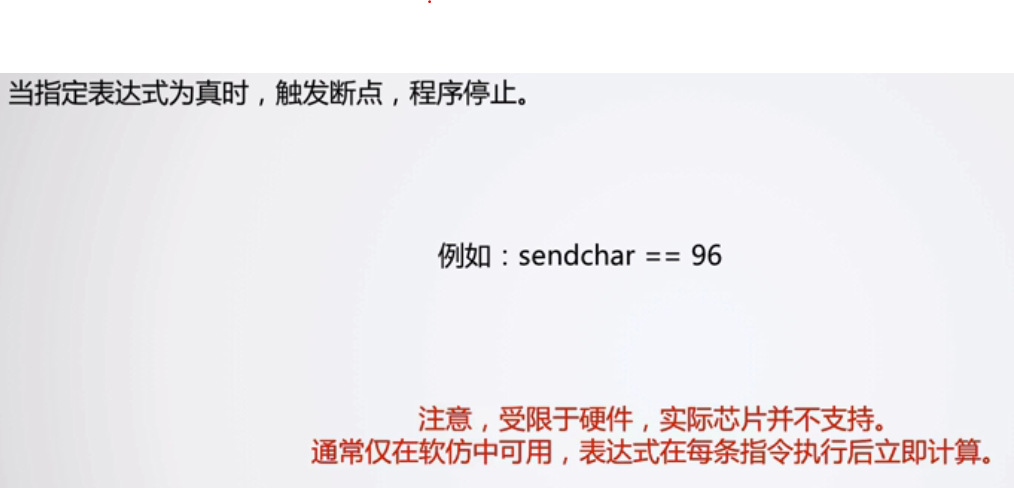 当指定表达式为真时，触发断点，程序停止。
例如：sendchar == 96
注意，受限于硬件，实际芯片并不支持。
通常仅在软仿中可用，表达式在每条指令执行后立即计算。